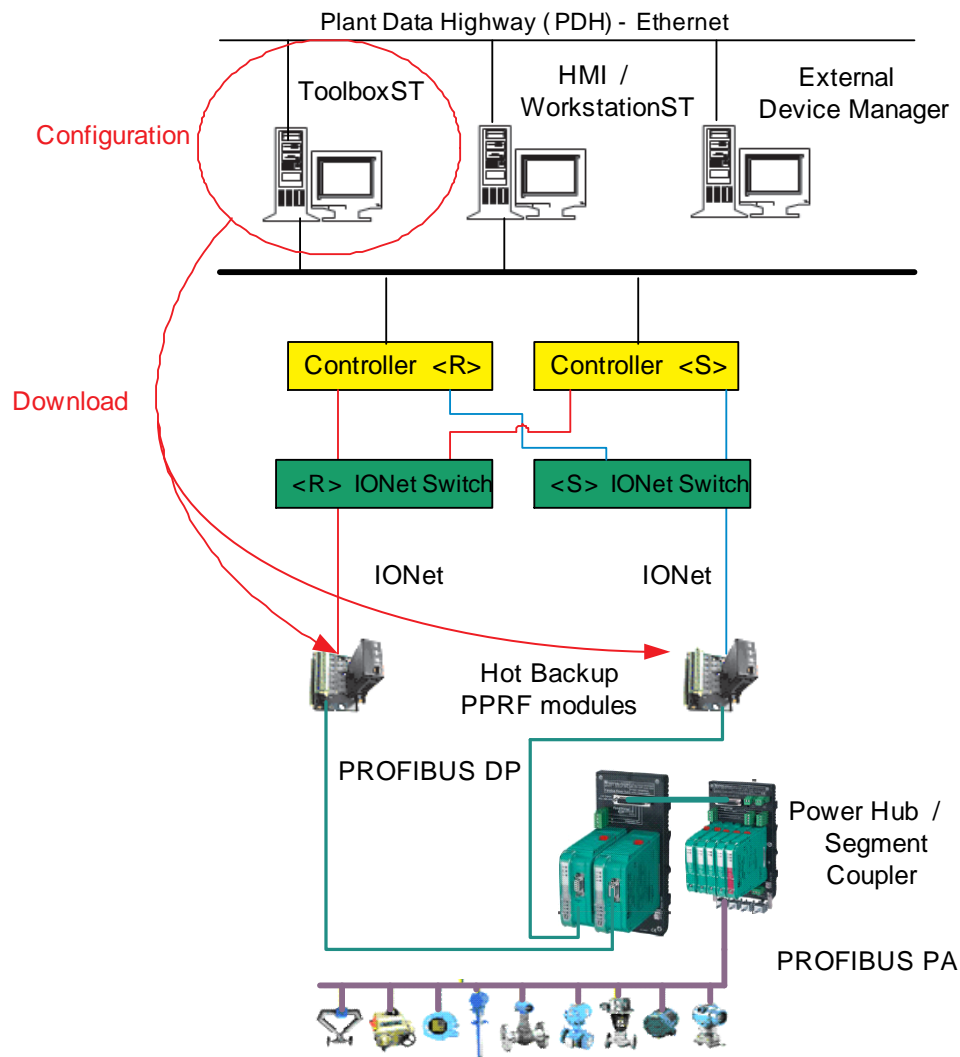 Plant Data Highway (PDH) - Ethernet
ToolboxST
HMI /
WorkstationST
External
Device Manager
Configuration
Controller <R>
Controller <S>
Download
<R> IONet Switch
<S> IONet Switch
IONet
IONet
Hot Backup
PPRF modules
PROFIBUS DP
Power Hub /
Segment
Coupler
PROFIBUS PA